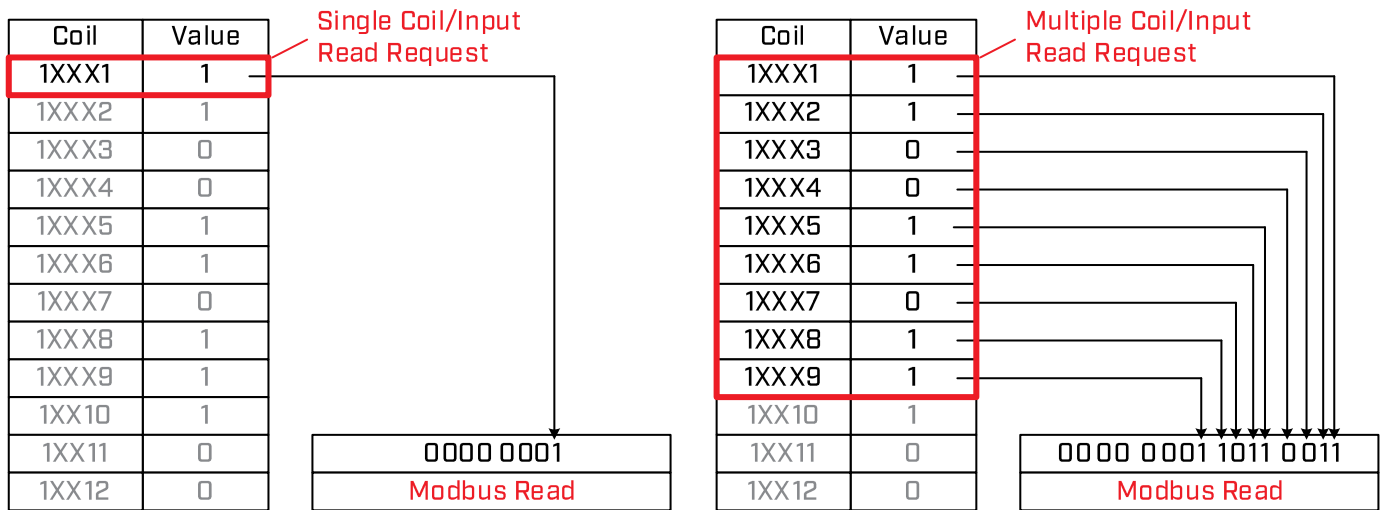 Single Coil/Input
Read Request
Coil Value
1XXX1 1
1XXX2 1
1XXX3 0
1XXX4 0
1XXX5 1
1XXX6 1
1XXX7 0
1XXX8 1
1XXX9 1
1XX10 1
1XX11 0
1XX12 0
0000 0001
Modbus Read
Multiple Coil/Input
Read Request
Coil Value
1XXX1 1
1XXX2 1
1XXX3 0
1XXX4 0
1XXX5 1
1XXX6 1
1XXX7 0
1XXX8 1
1XXX9 1
1XX10 1
1XX11 0
1XX12 0
0000 0001 1011 0011
Modbus Read